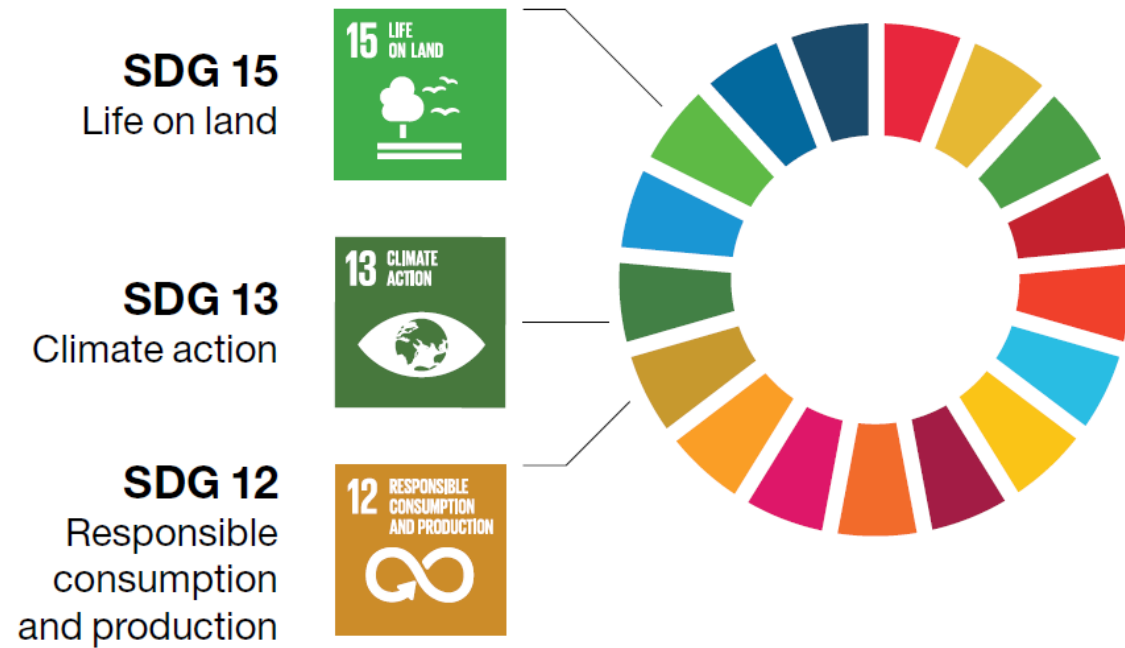 SDG 15
Life on land
15 LIFE
ON LAND
SDG 13
Climate action
13 CLIMATE
ACTION
SDG 12
Responsible
consumption
and production
12 RESPONSIBLE
CONSUMPTION
AND PRODUCTION